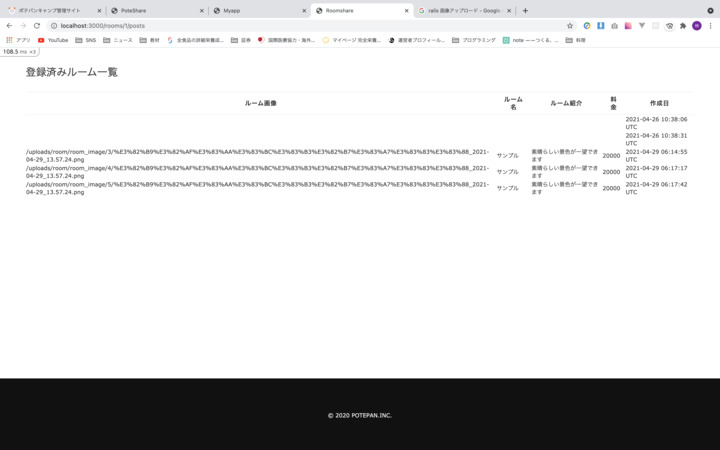 ポテパンキャンプ管理サイト
PoteShare
Myapp
Roomshare
rails 画像アップロード - Google
localhost:3000/rooms/1/posts
アプリ
YouTube
SNS
ニュース
教材
全食品の詳細栄養成...
証券
国際医療協力・海外...
マイページ 完全栄養...
運営者プロフィール...
プログラミング
note ——つくる、...
料理
108.5 ms ×3
登録済みルーム一覧
ルーム画像
ルーム
名
ルーム紹介
料
金
作成日
2021-04-26 10:38:06
UTC
2021-04-26 10:38:31
UTC
/uploads/room/room_image/3/%E3%82%B9%E3%82%AF%E3%83%AA%E3%83%BC%E3%83%B3%E3%82%B7%E3%83%A7%E3%83%83%E3%83%88_2021-
04-29_13.57.24.png
サンプル
素晴らしい景色が一望でき
ます
20000
2021-04-29 06:14:55
UTC
/uploads/room/room_image/4/%E3%82%B9%E3%82%AF%E3%83%AA%E3%83%BC%E3%83%B3%E3%82%B7%E3%83%A7%E3%83%83%E3%83%88_2021-
04-29_13.57.24.png
サンプル
素晴らしい景色が一望でき
ます
20000
2021-04-29 06:17:17
UTC
/uploads/room/room_image/5/%E3%82%B9%E3%82%AF%E3%83%AA%E3%83%BC%E3%83%B3%E3%82%B7%E3%83%A7%E3%83%83%E3%83%88_2021-
04-29_13.57.24.png
サンプル
素晴らしい景色が一望でき
ます
20000
2021-04-29 06:17:42
UTC
© 2020 POTEPAN.INC.